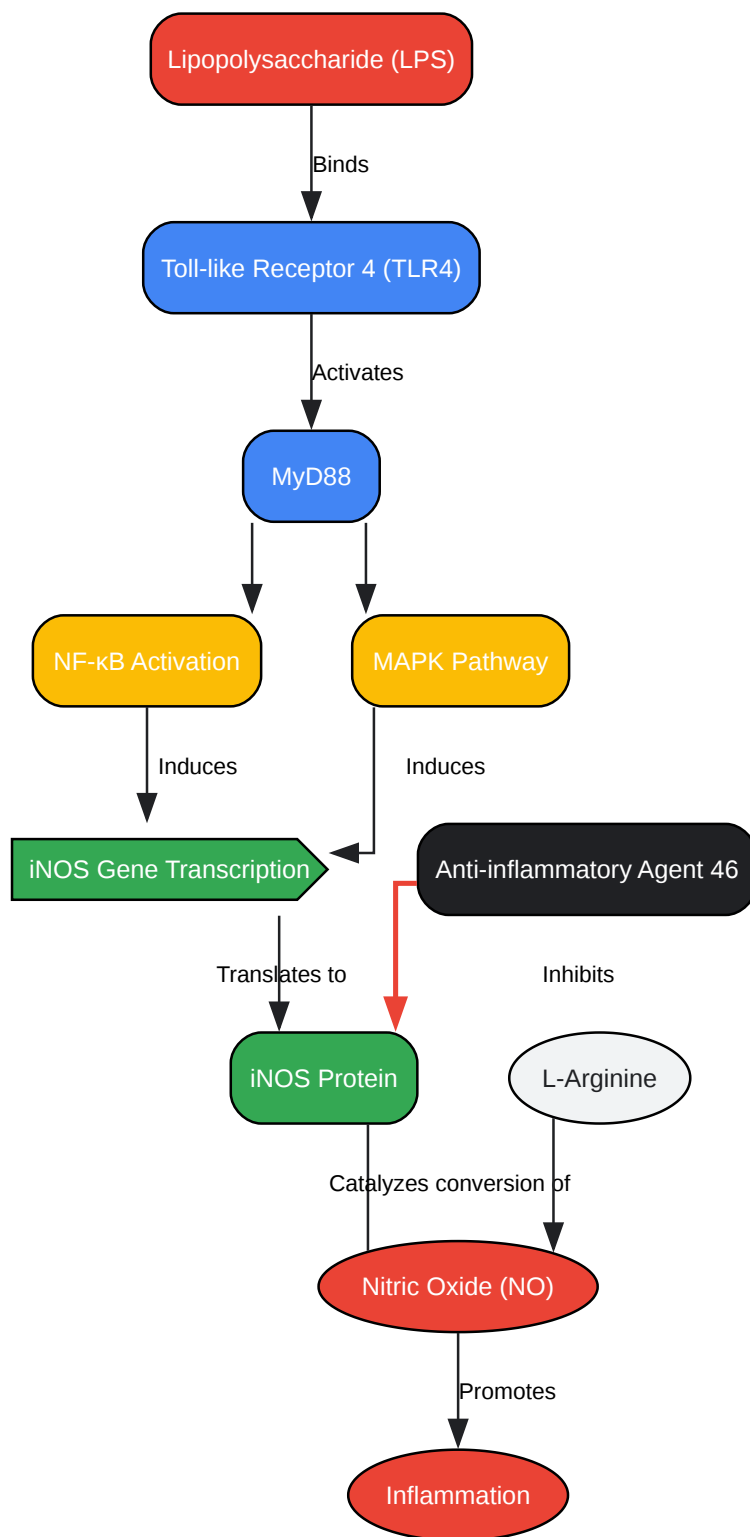 Lipopolysaccharide (LPS)
Binds
Toll-like Receptor 4 (TLR4)
Activates
MyD88
NF-κB Activation
MAPK Pathway
Induces
Induces
iNOS Gene Transcription
Anti-inflammatory Agent 46
Translates to
Inhibits
iNOS Protein
L-Arginine
Catalyzes conversion of
Nitric Oxide (NO)
Promotes
Inflammation